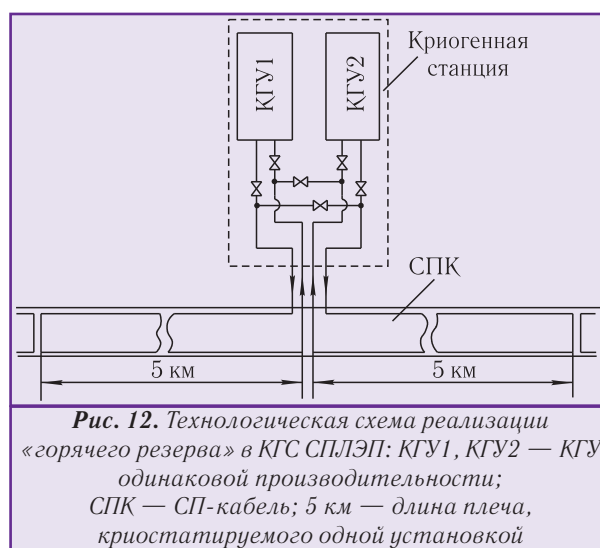 КГУ1
КГУ2
Криогенная
станция
СПК
5 км
5 км
Рис. 12. Технологическая схема реализации
«горячего резерва» в КГС СПЛЭП: КГУ1, КГУ2 — КГУ
одинаковой производительности;
СПК — СП-кабель; 5 км — длина плеча,
криостатируемого одной установкой